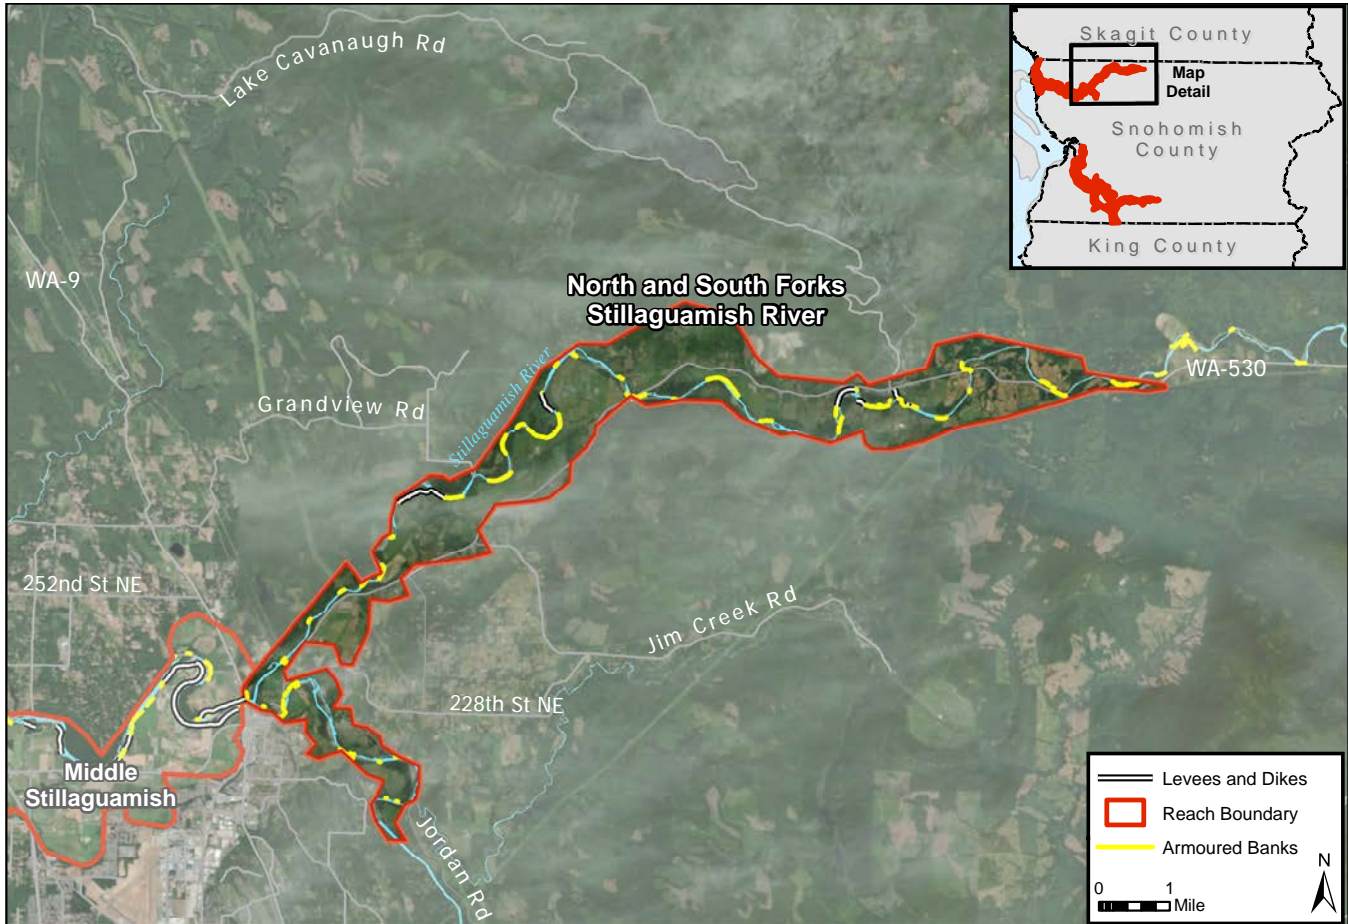 Lake Cavanaugh Rd
Skagit County
Map
Detail
Snohomish
County
King County
WA-9
North and South Forks
Stillaguamish River
WA-530
Grandview Rd
Stillaguamish River
252nd St NE
Jim Creek Rd
228th St NE
Middle
Stillaguamish
Jordan Rd
Levees and Dikes
Reach Boundary
Armoured Banks
N
0 1
Mile